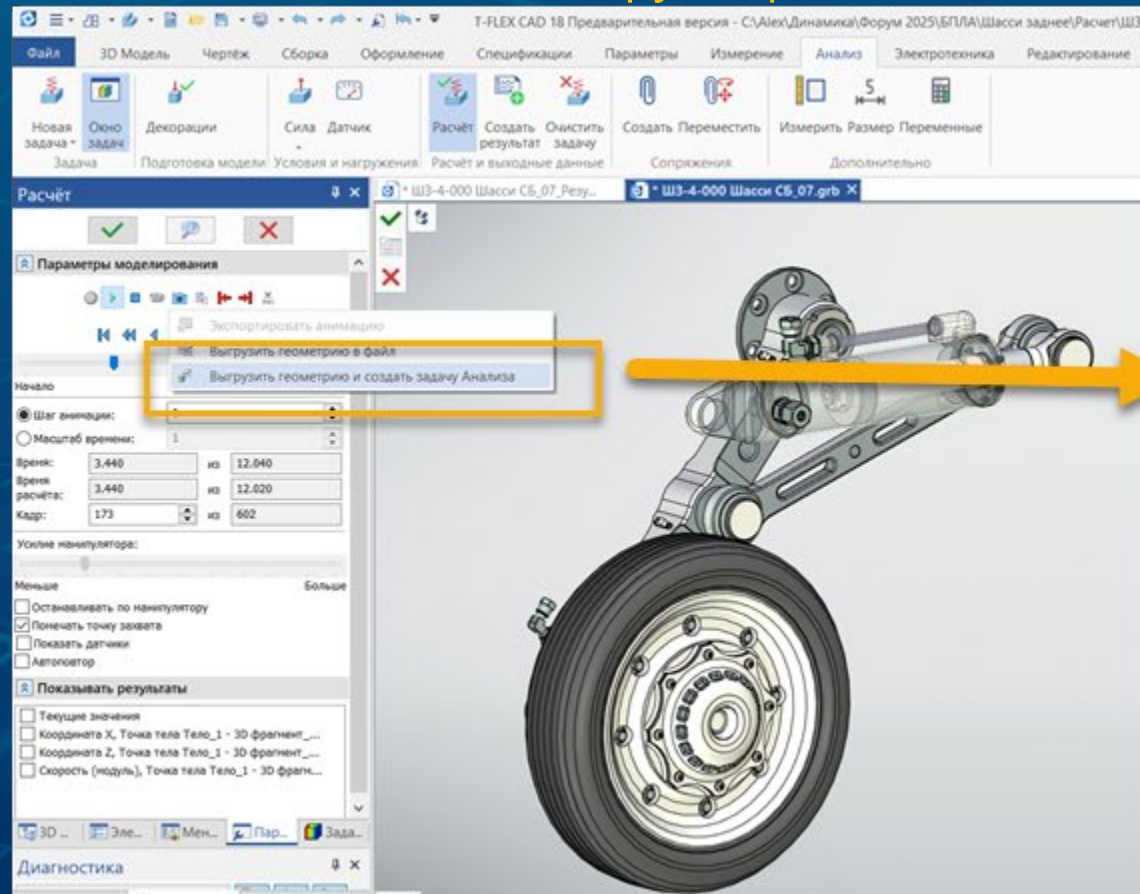 T-FLEX CAD 18 Предварительная версия - C:\Alex\Динамика\Форум 2025\БПЛА\Шасси заднее\Расчет\ШЗ
Файл 3D Модель Чертёж Сборка Оформление Спецификации Параметры Измерение Анализ Электротехника Редактирование
Новая задача Окно задач Декорации Сила Датчик Расчёт Создать результат Очистить задачу Создать Переместить Измерить Размер Переменные
Задача Подготовка модели Условия и нагружения Расчёт и выходные данные Сопряжения Дополнительно
Расчёт
* ШЗ-4-000 Шасси СБ_07_Резу...
* ШЗ-4-000 Шасси СБ_07.grb
Параметры моделирования
Экспортировать анимацию
Выгрузить геометрию в файл
Выгрузить геометрию и создать задачу Анализа
Начало
Шаг анимации:
Масштаб времени: 1
Время: 3.440 из 12.040
Время расчёта: 3.440 из 12.020
Кадр: 173 из 602
Усилие манипулятора:
Меньше Больше
Останавливать по манипулятору
Помечать точку захвата
Показать датчики
Автоповтор
Показывать результаты
Текущие значения
Координата X, Точка тела Тело_1 - 3D фрагмент_...
Координата Z, Точка тела Тело_1 - 3D фрагмент_...
Скорость (модуль), Точка тела Тело_1 - 3D фрагм...
3D ... Эле... Мен... Пар... Зада...
Диагностика